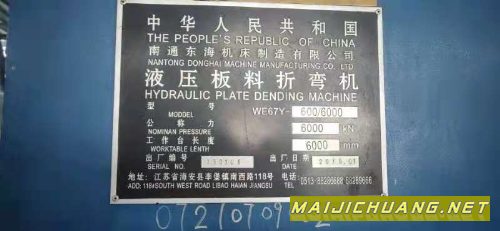 中华人民共和国
THE PEOPLE'S REPUBLIC OF CHINA
南通东海机床制造有限公司
NANTONG DONGHAI MACHINE MANUFACTURING CO. LTD
液压板料折弯机
HYDRAULIC PLATE DENDING MACHINE
型号 WE67Y-600/6000
MODDEL
公称力 6000 kN
NOMINAN PRESSURE
工作台长度 6000 mm
WORKTABLE LENTH
出厂编号 出厂日期
SERIAL NO. DATE
地址: 江苏省海安县李堡镇南西路118号 电话
ADD: 118#SOUTH WEST ROAD LIBAO HAIAN JIANGSU TEL
MAIJICHUANG.NET